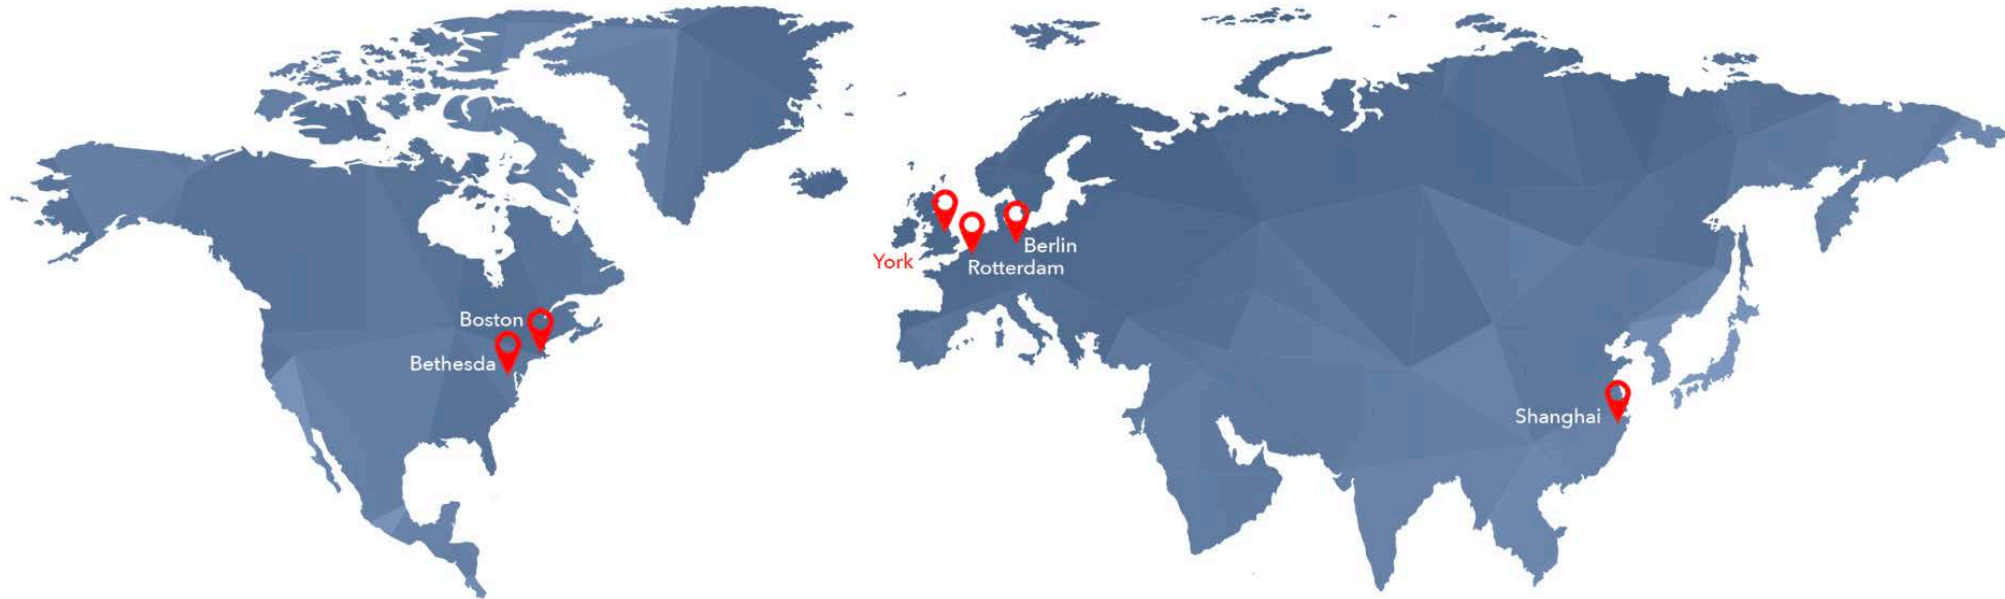 York
Berlin
Rotterdam
Boston
Bethesda
Shanghai